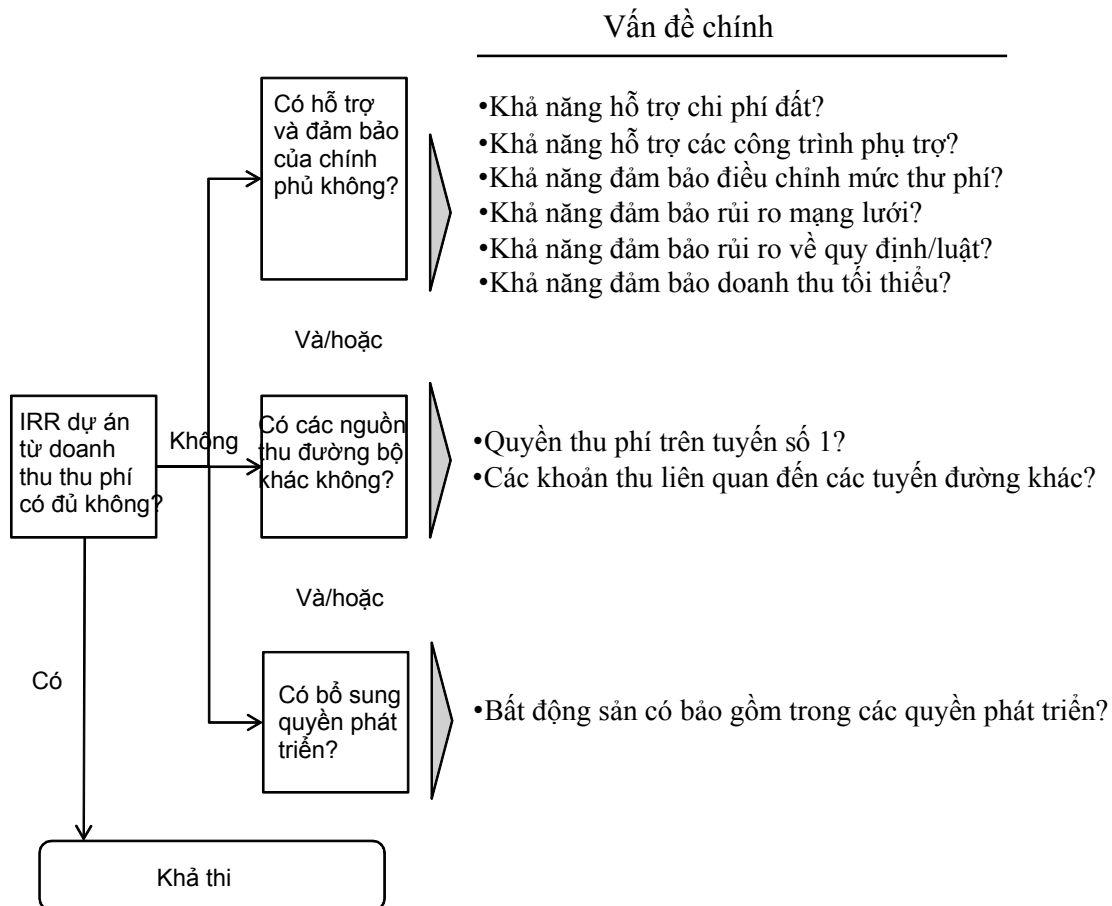 Vấn đề chính
Có hỗ trợ
và đảm bảo
của chính
phủ không?
•Khả năng hỗ trợ chi phí đất?
•Khả năng hỗ trợ các công trình phụ trợ?
•Khả năng đảm bảo điều chỉnh mức thư phí?
•Khả năng đảm bảo rủi ro mạng lưới?
•Khả năng đảm bảo rủi ro về quy định/luật?
•Khả năng đảm bảo doanh thu tối thiểu?
Và/hoặc
IRR dự án
từ doanh
thu thu phí
có đủ không?
Không
Có các nguồn
thu đường bộ
khác không?
•Quyền thu phí trên tuyến số 1?
•Các khoản thu liên quan đến các tuyến đường khác?
Và/hoặc
Có
Có bổ sung
quyền phát
triển?
•Bất động sản có bảo gồm trong các quyền phát triển?
Khả thi